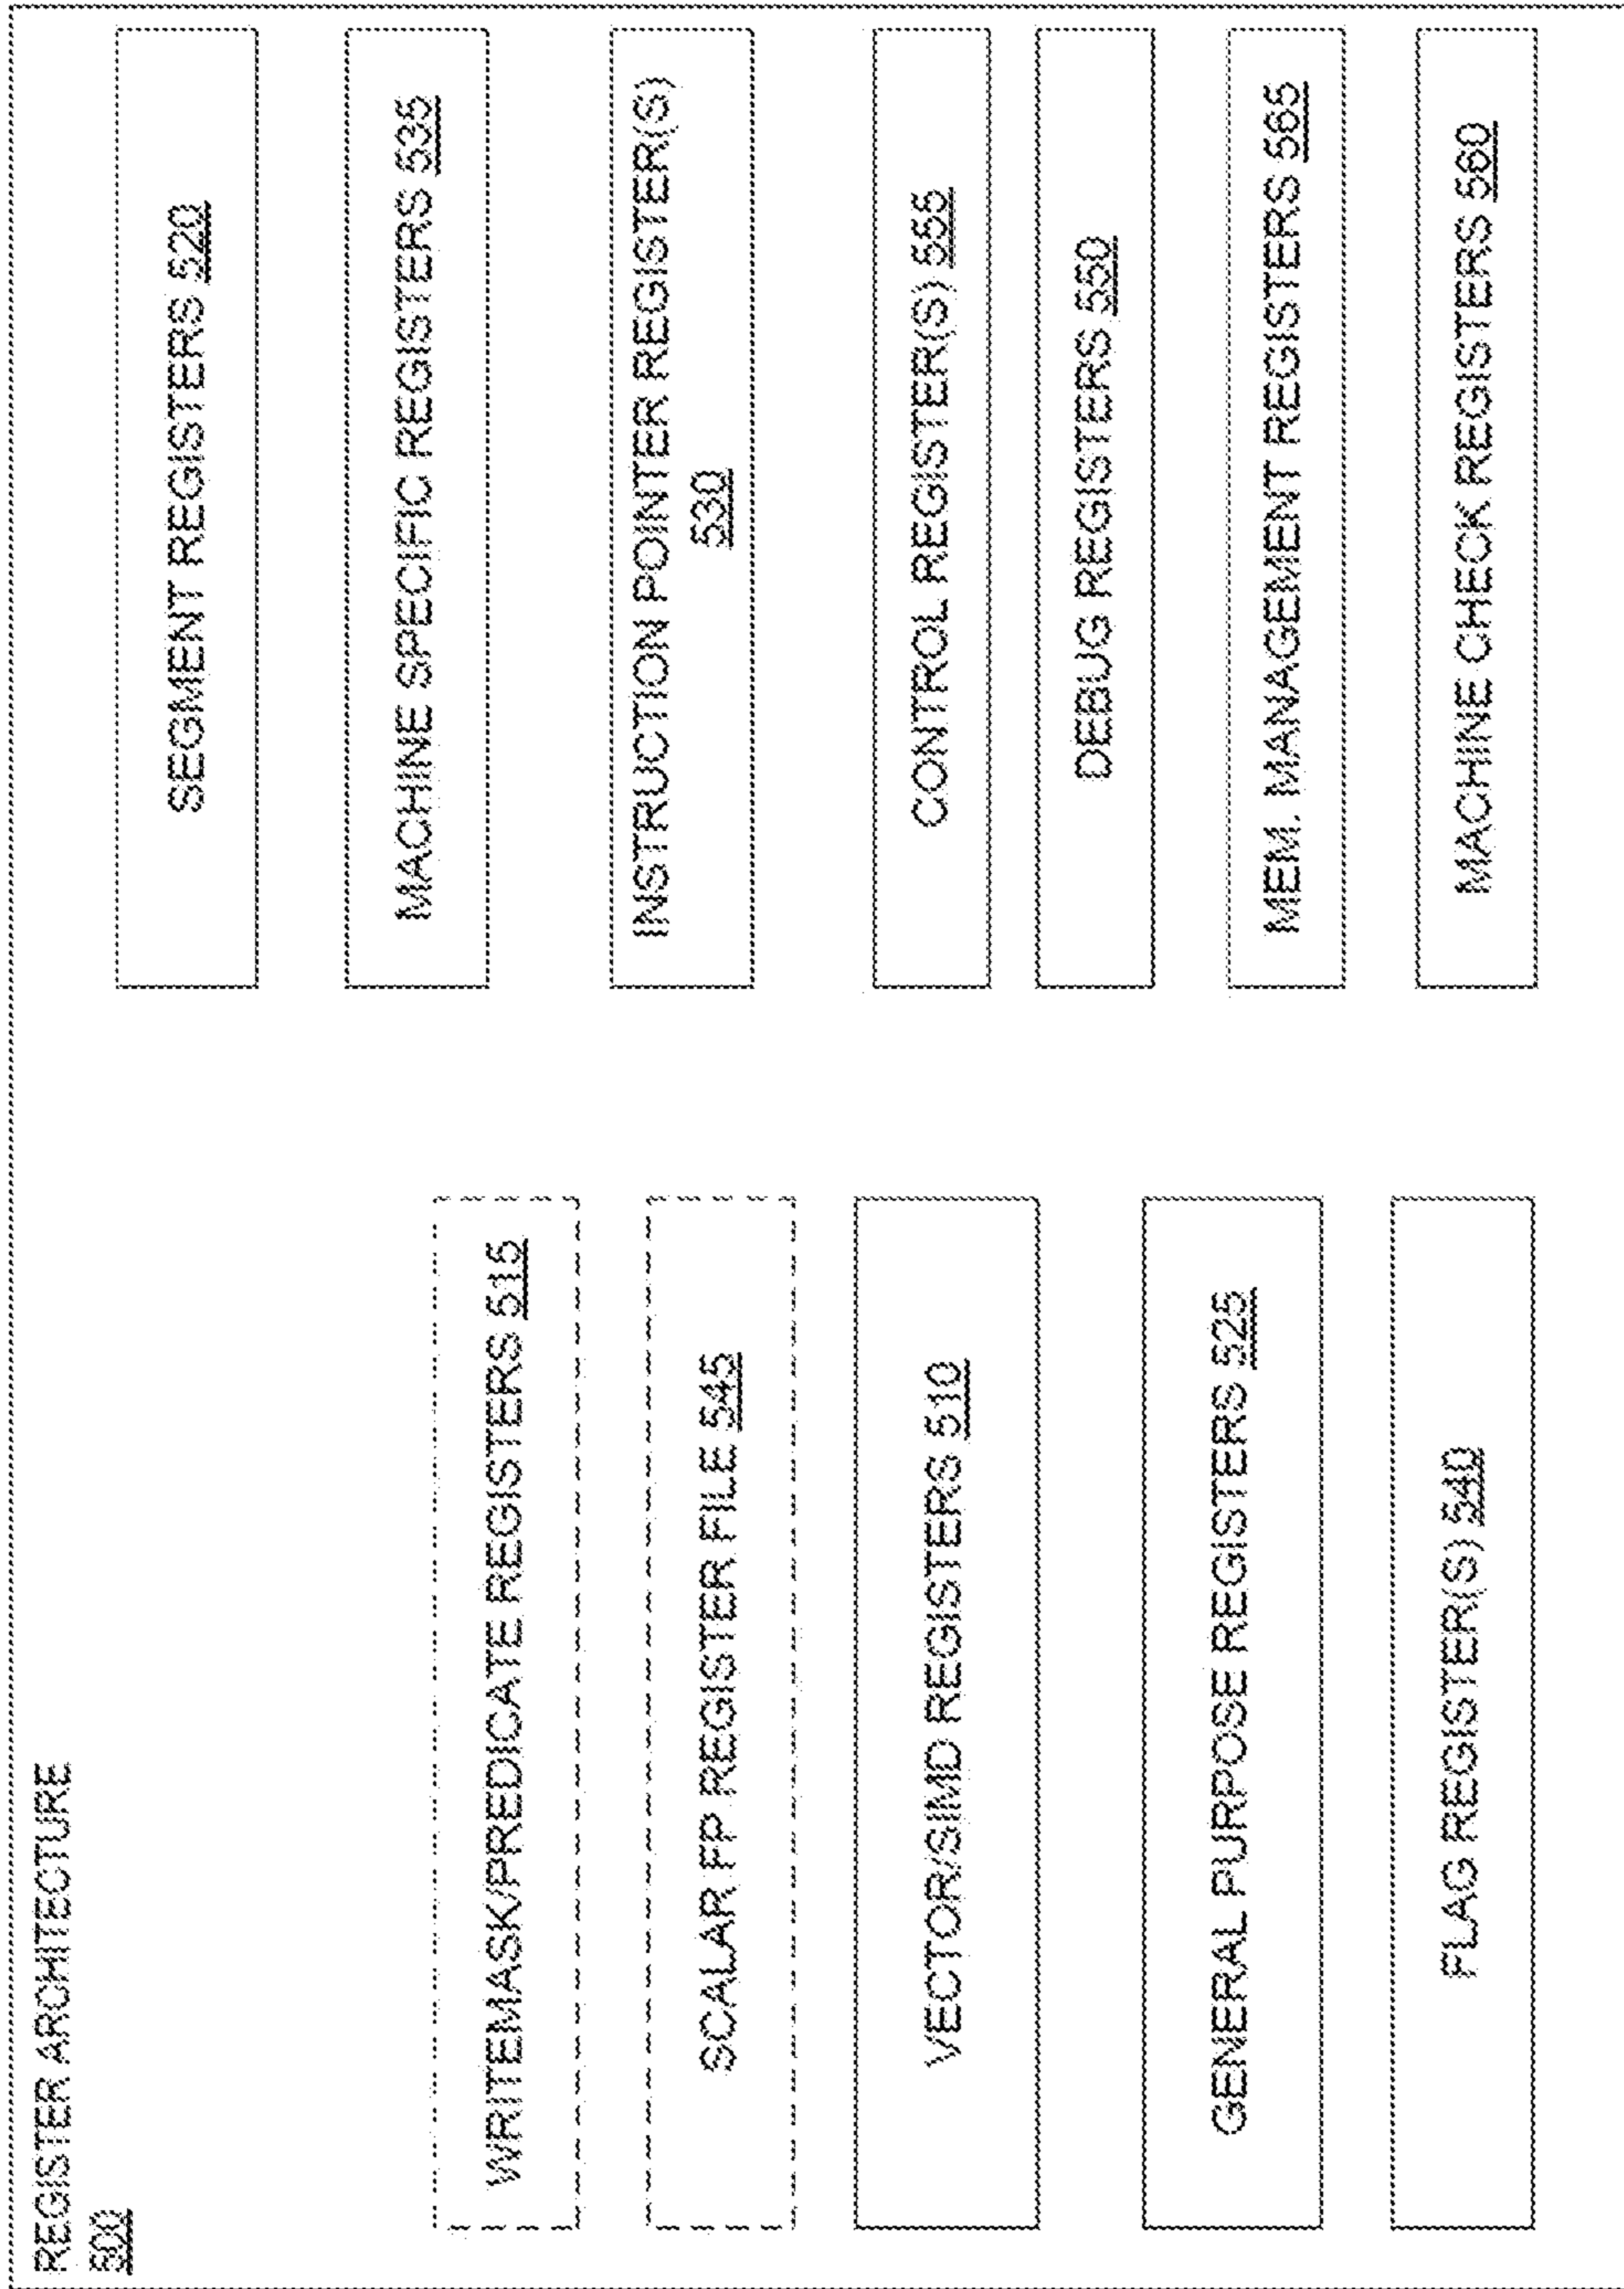 REGISTER ARCHITECTURE
500
WRITEMASK/PREDICATE REGISTERS 515
SCALAR FP REGISTER FILE 545
VECTOR/SIMD REGISTERS 510
GENERAL PURPOSE REGISTERS 525
FLAG REGISTER(S) 540
SEGMENT REGISTERS 520
MACHINE SPECIFIC REGISTERS 535
INSTRUCTION POINTER REGISTER(S)
530
CONTROL REGISTER(S) 555
DEBUG REGISTERS 550
MEM. MANAGEMENT REGISTERS 565
MACHINE CHECK REGISTERS 560